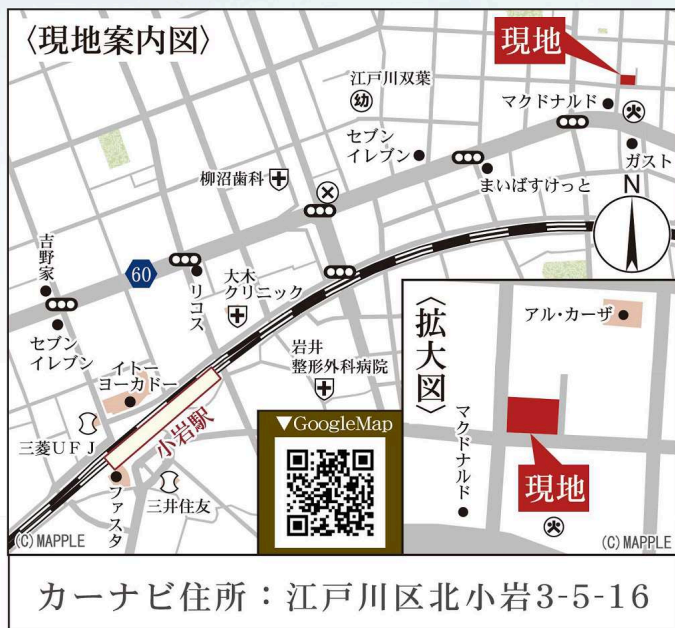 〈現地案内図〉
現地
江戸川双葉
幼
マクドナルド
セブン
イレブン
ガスト
まいばすけっと
柳沼歯科
N
吉野家
60
リコス
大木
クリニック
セブン
イレブン
イトー
ヨーカドー
岩井
整形外科病院
小岩駅
三菱UFJ
三井住友
ファスタ
(C)MAPPLE
▼GoogleMap
〈拡大図〉
アル・カーザ
マクドナルド
現地
(C)MAPPLE
カーナビ住所：江戸川区北小岩3-5-16